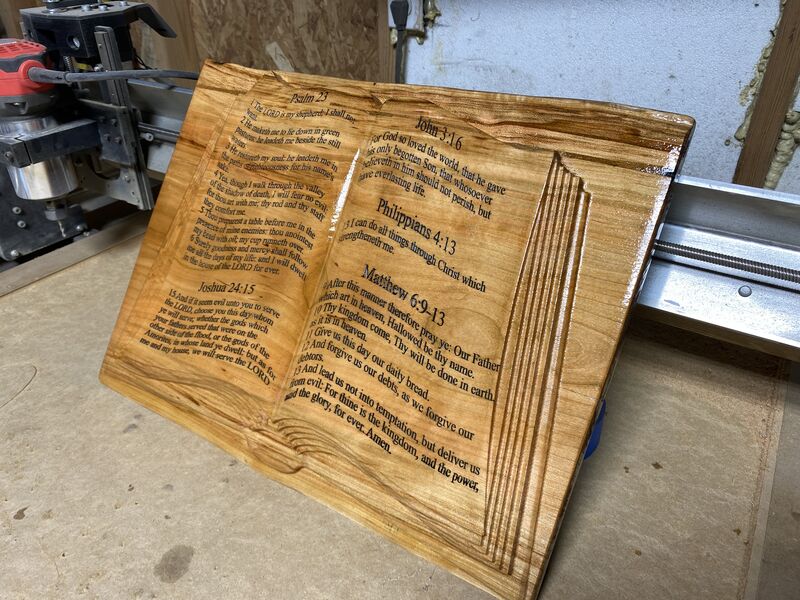 Psalm 23
1 The LORD is my shepherd; I shall not
want.
2 He maketh me to lie down in green
pastures: he leadeth me beside the still
waters.
3 He restoreth my soul: he leadeth me in
the paths of righteousness for his name's
sake.
4 Yea, though I walk through the valley
of the shadow of death, I will fear no evil:
for thou art with me; thy rod and thy staff
they comfort me.
5 Thou preparest a table before me in the
presence of mine enemies: thou anointest
my head with oil; my cup runneth over.
6 Surely goodness and mercy shall follow
me all the days of my life: and I will dwell
in the house of the LORD for ever.
Joshua 24:15
15 And if it seem evil unto you to serve
the LORD, choose you this day whom
ye will serve; whether the gods which
your fathers served that were on the
other side of the flood, or the gods of the
Amorites, in whose land ye dwell: but as for
me and my house, we will serve the LORD
John 3:16
For God so loved the world, that he gave
his only begotten Son, that whosoever
believeth in him should not perish, but
have everlasting life.
Philippians 4:13
13 I can do all things through Christ which
strengtheneth me.
Matthew 6:9-13
9 After this manner therefore pray ye: Our Father
which art in heaven, Hallowed be thy name.
10 Thy kingdom come, Thy will be done in earth,
as it is in heaven.
11 Give us this day our daily bread.
12 And forgive us our debts, as we forgive our
debtors.
13 And lead us not into temptation, but deliver us
from evil: For thine is the kingdom, and the power,
and the glory, for ever. Amen.